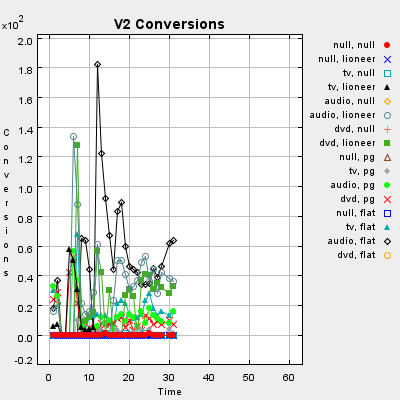 V2 Conversions
x10²
2.0
1.8
1.6
1.4
1.2
1.0
0.8
0.6
0.4
0.2
0.0
-0.2
Conversions
0 10 20 30 40 50 60
Time
null, null
null, lioneer
tv, null
tv, lioneer
audio, null
audio, lioneer
dvd, null
dvd, lioneer
null, pg
tv, pg
audio, pg
dvd, pg
null, flat
tv, flat
audio, flat
dvd, flat